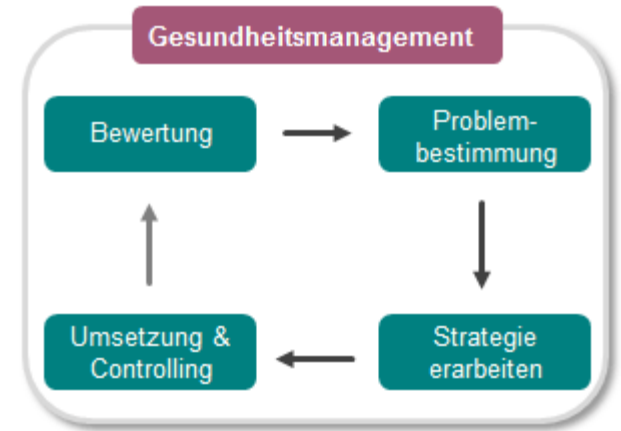 Gesundheitsmanagement
Bewertung
Problem-
bestimmung
Umsetzung &
Controlling
Strategie
erarbeiten